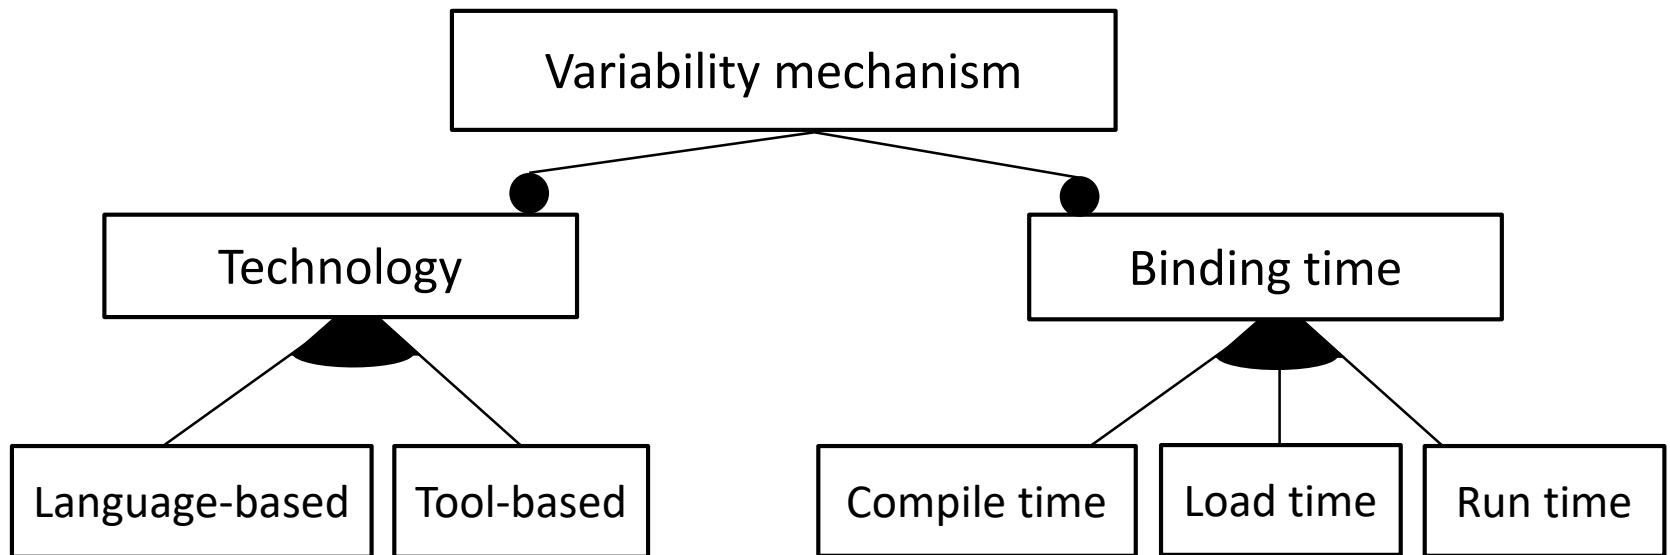 Variability mechanism
Technology
Binding time
Language-based
Tool-based
Compile time
Load time
Run time